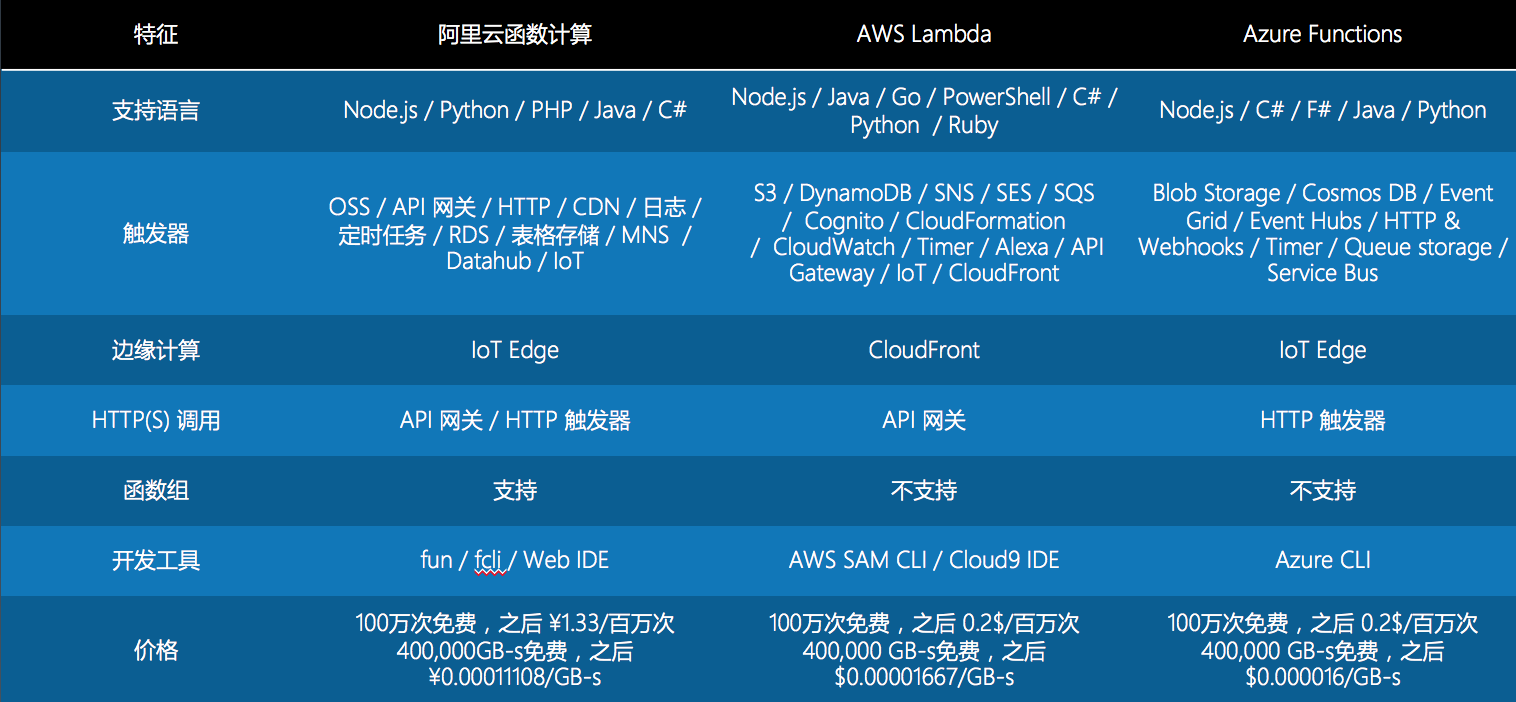 特征 阿里云函数计算 AWS Lambda Azure Functions
支持语言
Node.js / Python / PHP / Java / C#
Node.js / Java / Go / PowerShell / C# /
Python / Ruby
Node.js / C# / F# / Java / Python
触发器
OSS / API 网关 / HTTP / CDN / 日志 /
定时任务 / RDS / 表格存储 / MNS /
Datahub / IoT
S3 / DynamoDB / SNS / SES / SQS
/ Cognito / CloudFormation
/ CloudWatch / Timer / Alexa / API
Gateway / IoT / CloudFront
Blob Storage / Cosmos DB / Event
Grid / Event Hubs / HTTP &
Webhooks / Timer / Queue storage /
Service Bus
边缘计算 IoT Edge CloudFront IoT Edge
HTTP(S) 调用 API 网关 / HTTP 触发器 API 网关 HTTP 触发器
函数组 支持 不支持 不支持
开发工具 fun / fcli / Web IDE AWS SAM CLI / Cloud9 IDE Azure CLI
价格
100万次免费，之后 ¥1.33/百万次
400,000GB-s免费，之后
¥0.00011108/GB-s
100万次免费，之后 0.2$/百万次
400,000 GB-s免费，之后
$0.00001667/GB-s
100万次免费，之后 0.2$/百万次
400,000 GB-s免费，之后
$0.000016/GB-s